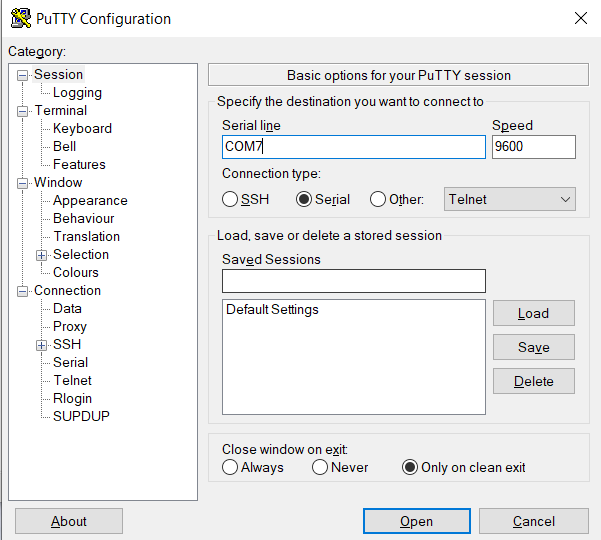 PuTTY Configuration
Category:
Session
Logging
Terminal
Keyboard
Bell
Features
Window
Appearance
Behaviour
Translation
Selection
Colours
Connection
Data
Proxy
SSH
Serial
Telnet
Rlogin
SUPDUP
Basic options for your PuTTY session
Specify the destination you want to connect to
Serial line Speed
COM7 9600
Connection type:
SSH Serial Other: Telnet
Load, save or delete a stored session
Saved Sessions
Default Settings
Load
Save
Delete
Close window on exit:
Always Never Only on clean exit
About Open Cancel